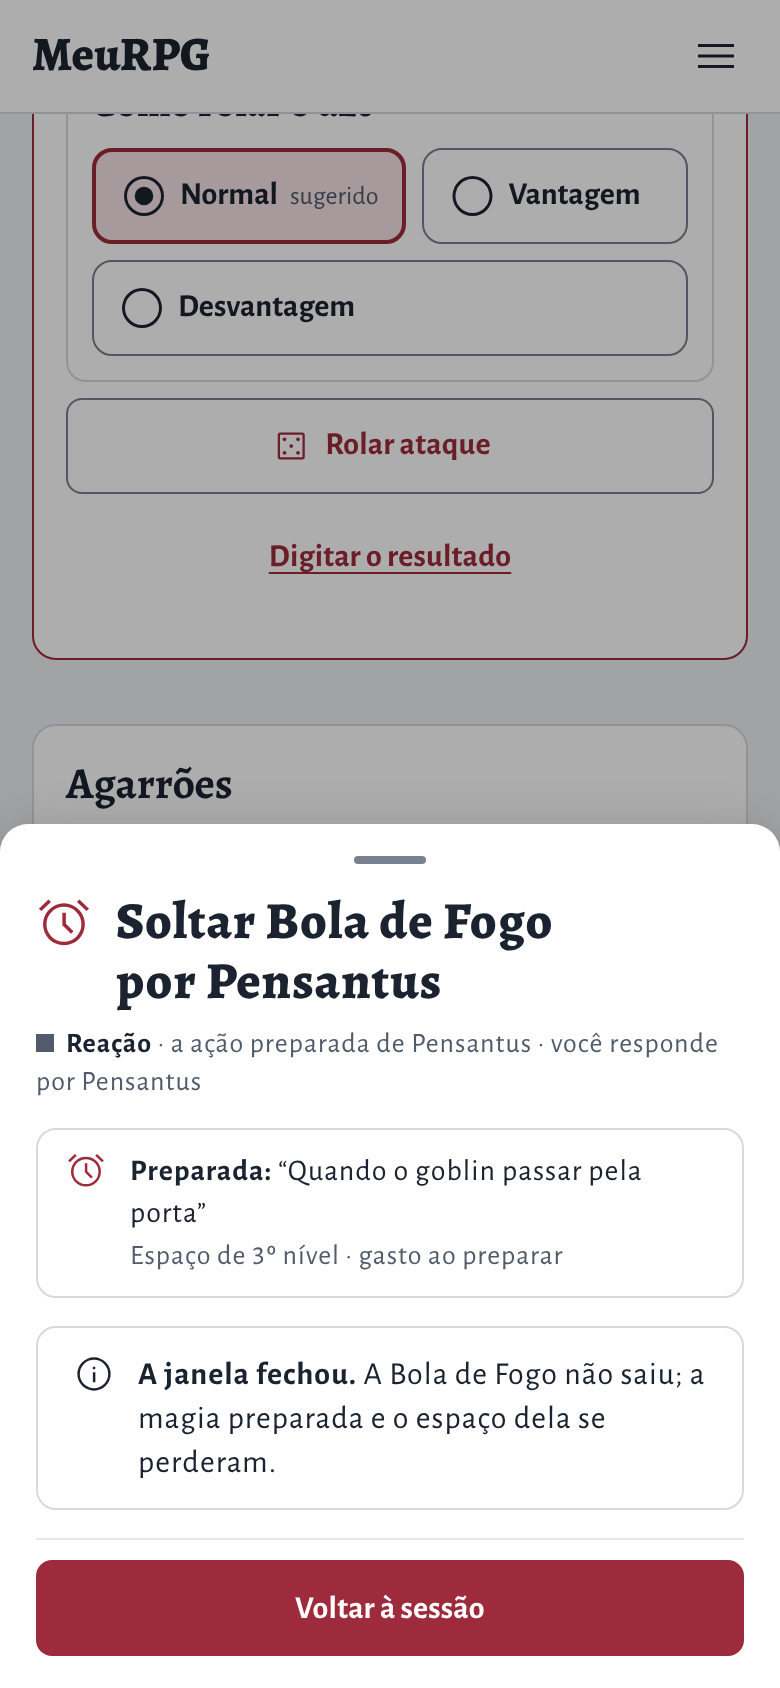 MeuRPG
Normal sugerido
Vantagem
Desvantagem
Rolar ataque
Digitar o resultado
Agarrões
Soltar Bola de Fogo
por Pensantus
Reação · a ação preparada de Pensantus · você responde
por Pensantus
Preparada: “Quando o goblin passar pela
porta”
Espaço de 3º nível · gasto ao preparar
A janela fechou. A Bola de Fogo não saiu; a
magia preparada e o espaço dela se
perderam.
Voltar à sessão